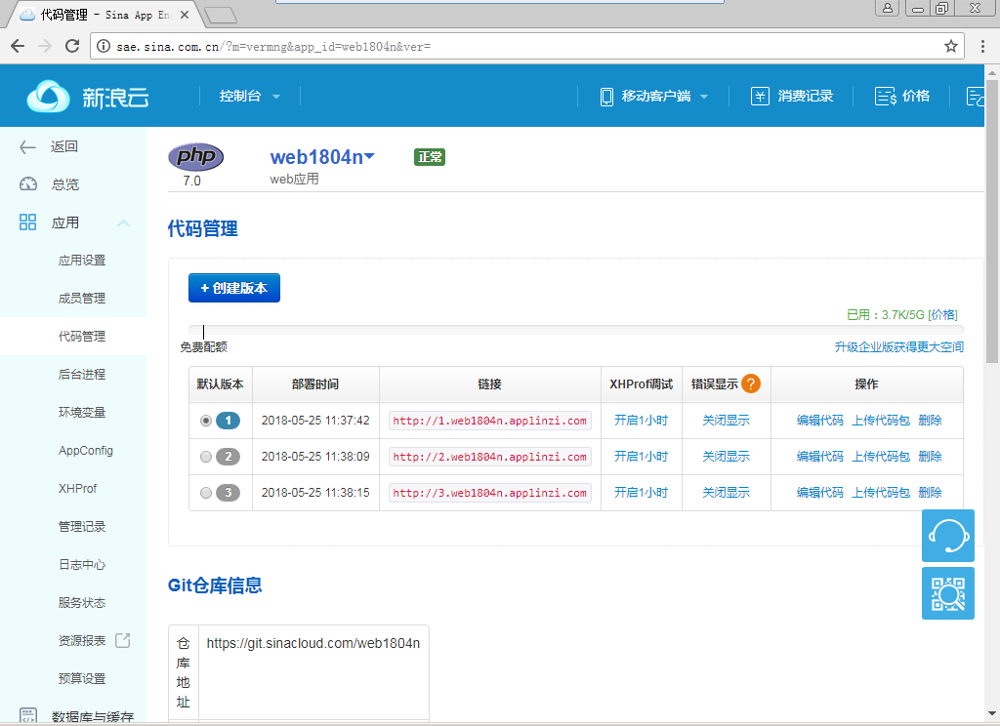 代码管理 - Sina App En
sae.sina.com.cn/?m=vermng&app_id=web1804n&ver=
新浪云
控制台
移动客户端
消费记录
价格
返回
总览
应用
应用设置
成员管理
代码管理
后台进程
环境变量
AppConfig
XHProf
管理记录
日志中心
服务状态
资源报表
预算设置
数据库与缓存
php
7.0
web1804n
web应用
正常
代码管理
+ 创建版本
已用：3.7K/5G [价格]
免费配额
升级企业版获得更大空间
默认版本 部署时间 链接 XHProf调试 错误显示 ? 操作
1 2018-05-25 11:37:42 http://1.web1804n.applinzi.com 开启1小时 关闭显示 编辑代码 上传代码包 删除
2 2018-05-25 11:38:09 http://2.web1804n.applinzi.com 开启1小时 关闭显示 编辑代码 上传代码包 删除
3 2018-05-25 11:38:15 http://3.web1804n.applinzi.com 开启1小时 关闭显示 编辑代码 上传代码包 删除
Git仓库信息
仓库地址 https://git.sinacloud.com/web1804n